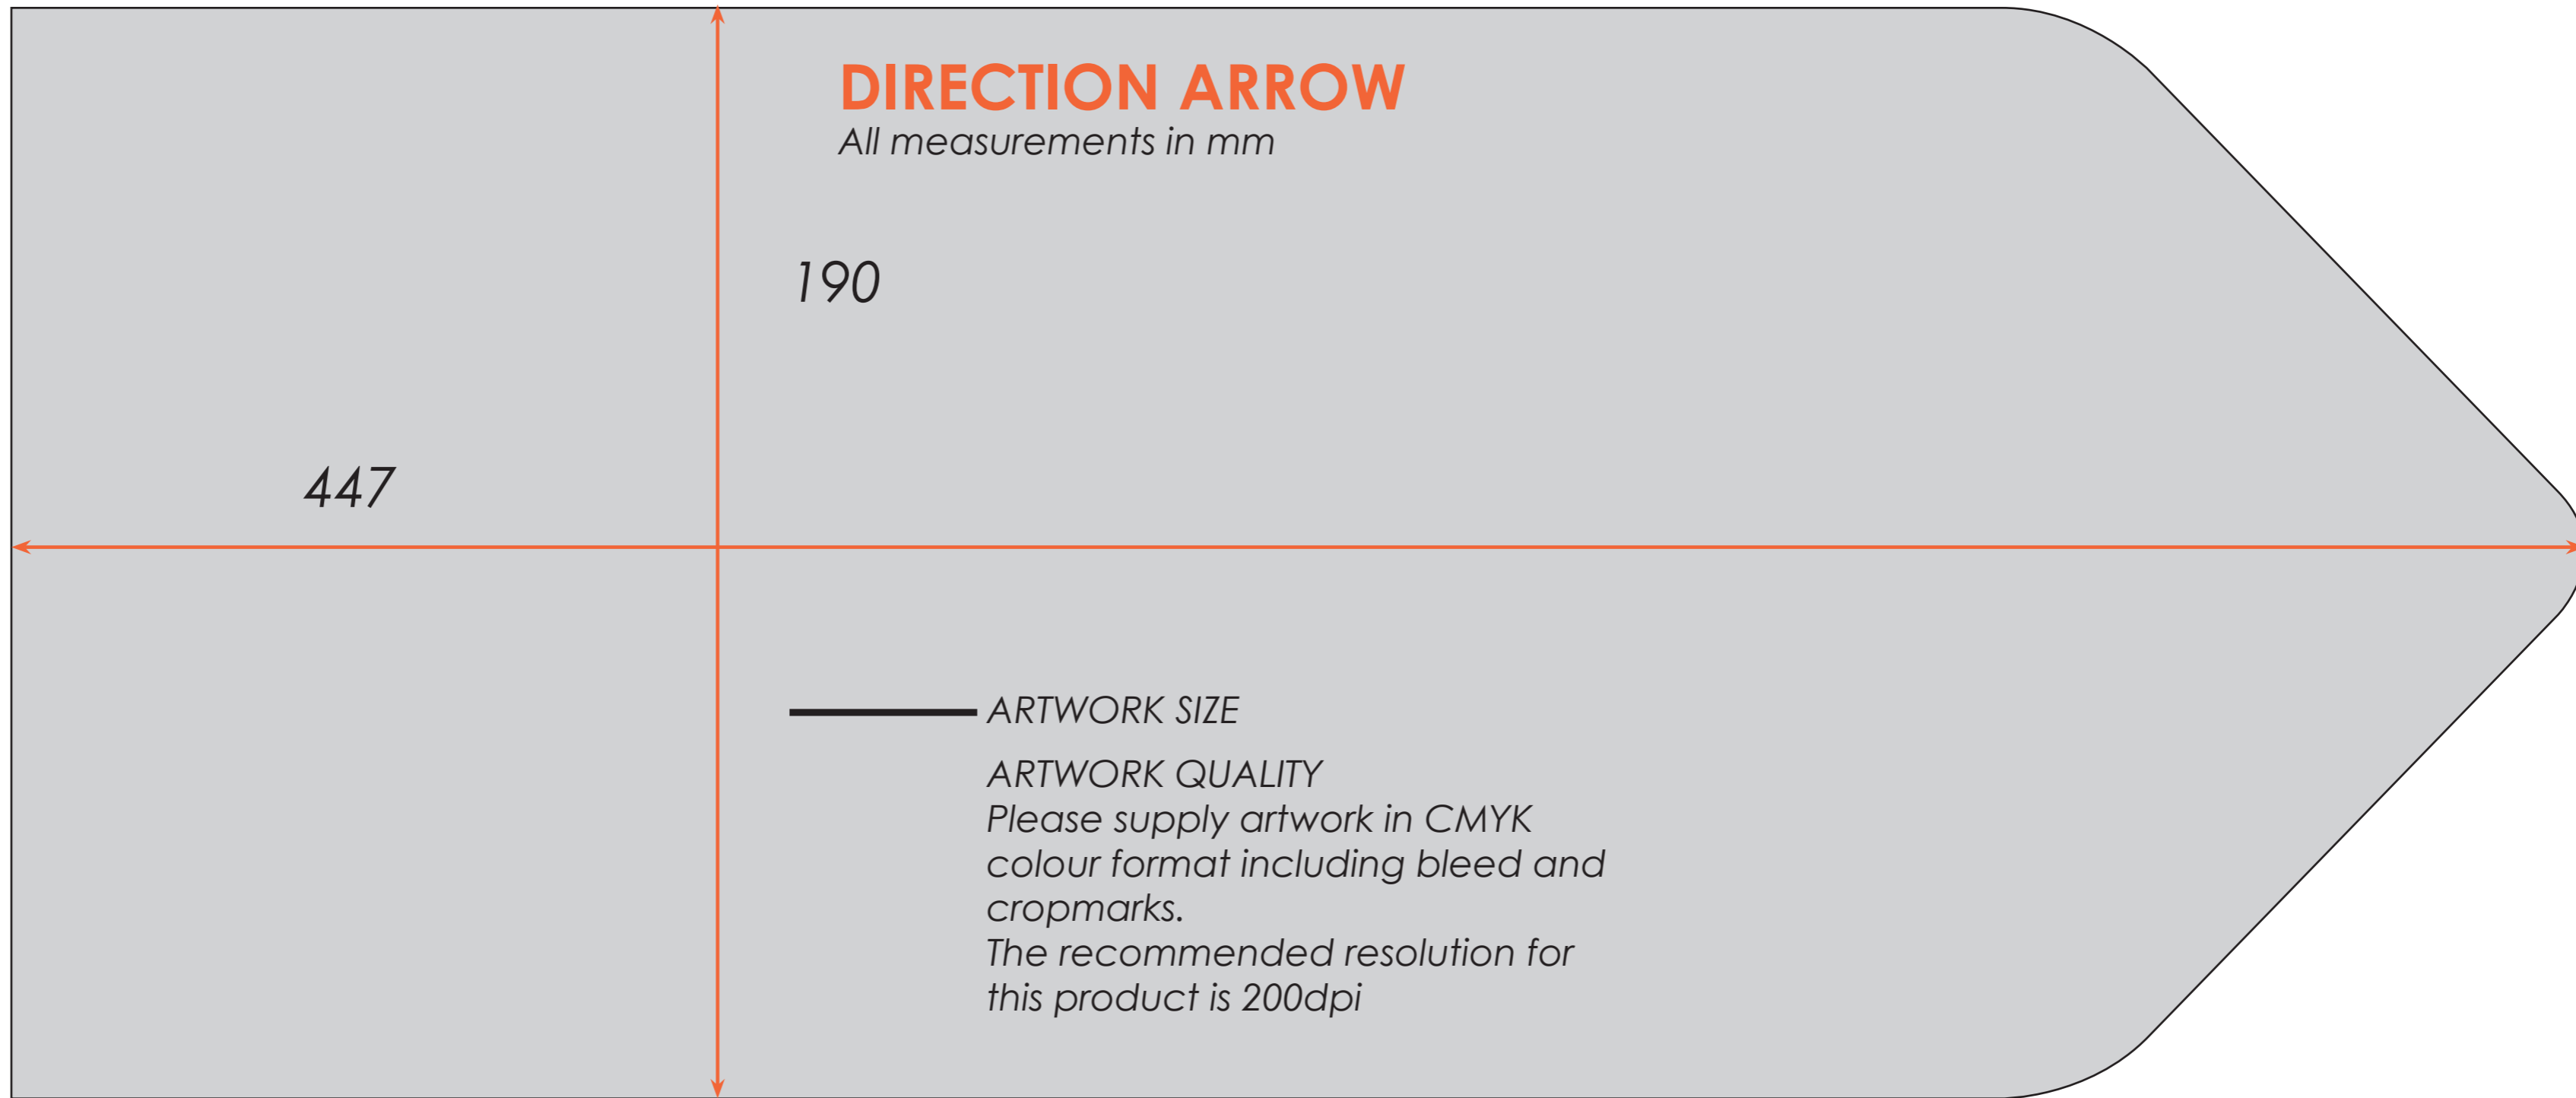 DIRECTION ARROW
All measurements in mm
190
447
ARTWORK SIZE
ARTWORK QUALITY
Please supply artwork in CMYK
colour format including bleed and
cropmarks.
The recommended resolution for
this product is 200dpi